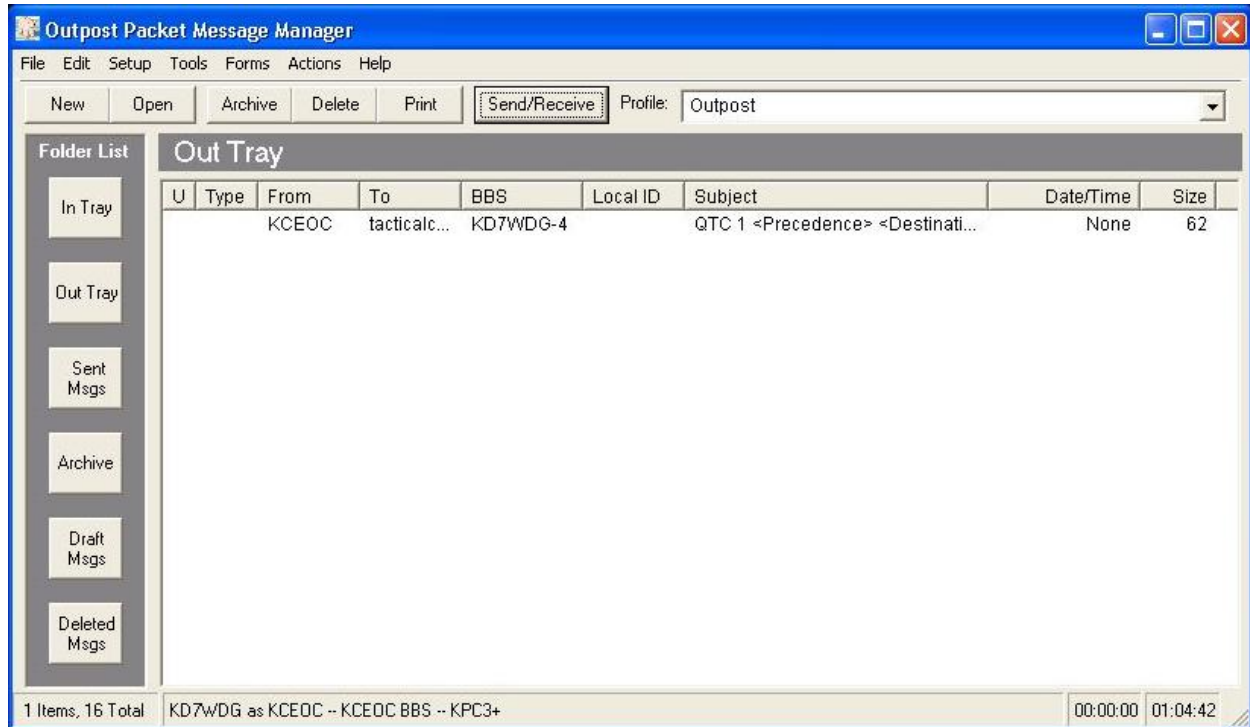 Outpost Packet Message Manager
File Edit Setup Tools Forms Actions Help
New Open Archive Delete Print Send/Receive Profile: Outpost
Folder List
Out Tray
In Tray
Out Tray
Sent Msgs
Archive
Draft Msgs
Deleted Msgs
U Type From To BBS Local ID Subject Date/Time Size
KCEOC tacticalc... KD7WDG-4 QTC 1 <Precedence> <Destinati... None 62
1 Items, 16 Total KD7WDG as KCEOC -- KCEOC BBS -- KPC3+ 00:00:00 01:04:42